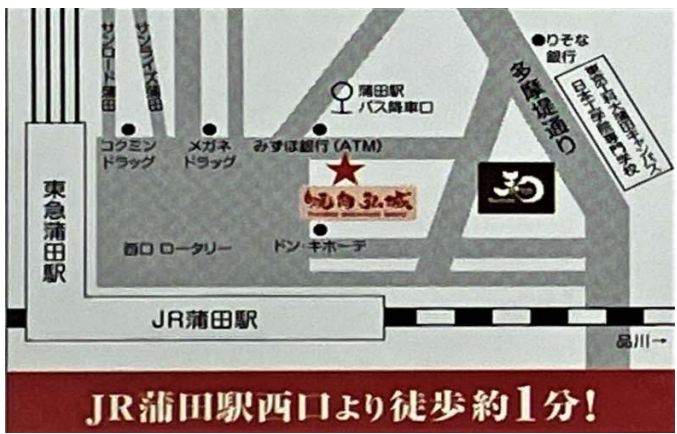 サンロード蒲田
サンライズ蒲田
りそな
銀行
多摩堤通り
東京工科大蒲田キャンパス
日本工学院専門学校
蒲田駅
バス降車口
コクミン
ドラッグ
メガネ
ドラッグ
みずほ銀行(ATM)
焼肉弘城
東急蒲田駅
西口 ロータリー
ドン・キホーテ
JR蒲田駅
品川→
JR蒲田駅西口より徒歩約1分!